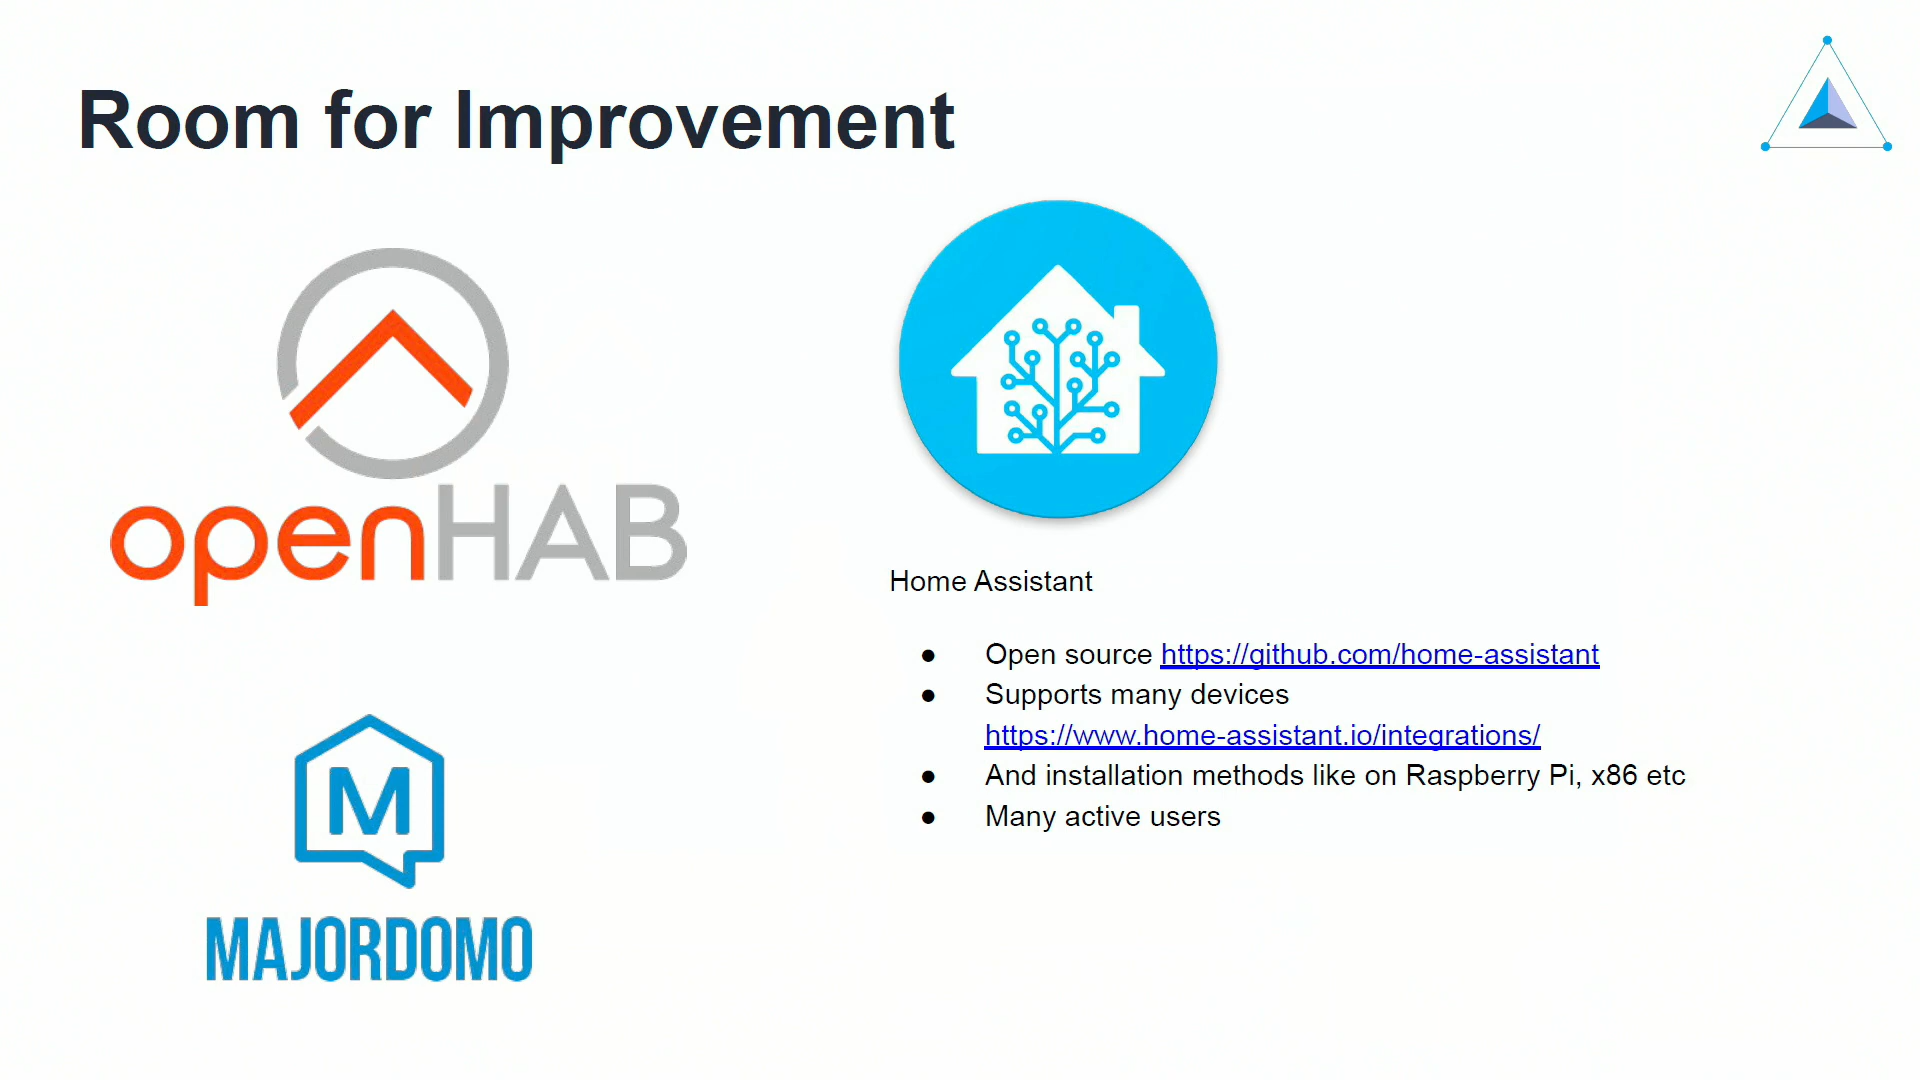 Room for Improvement
openHAB
M
MAJORDOMO
Home Assistant
● Open source https://github.com/home-assistant
● Supports many devices
https://www.home-assistant.io/integrations/
● And installation methods like on Raspberry Pi, x86 etc
● Many active users